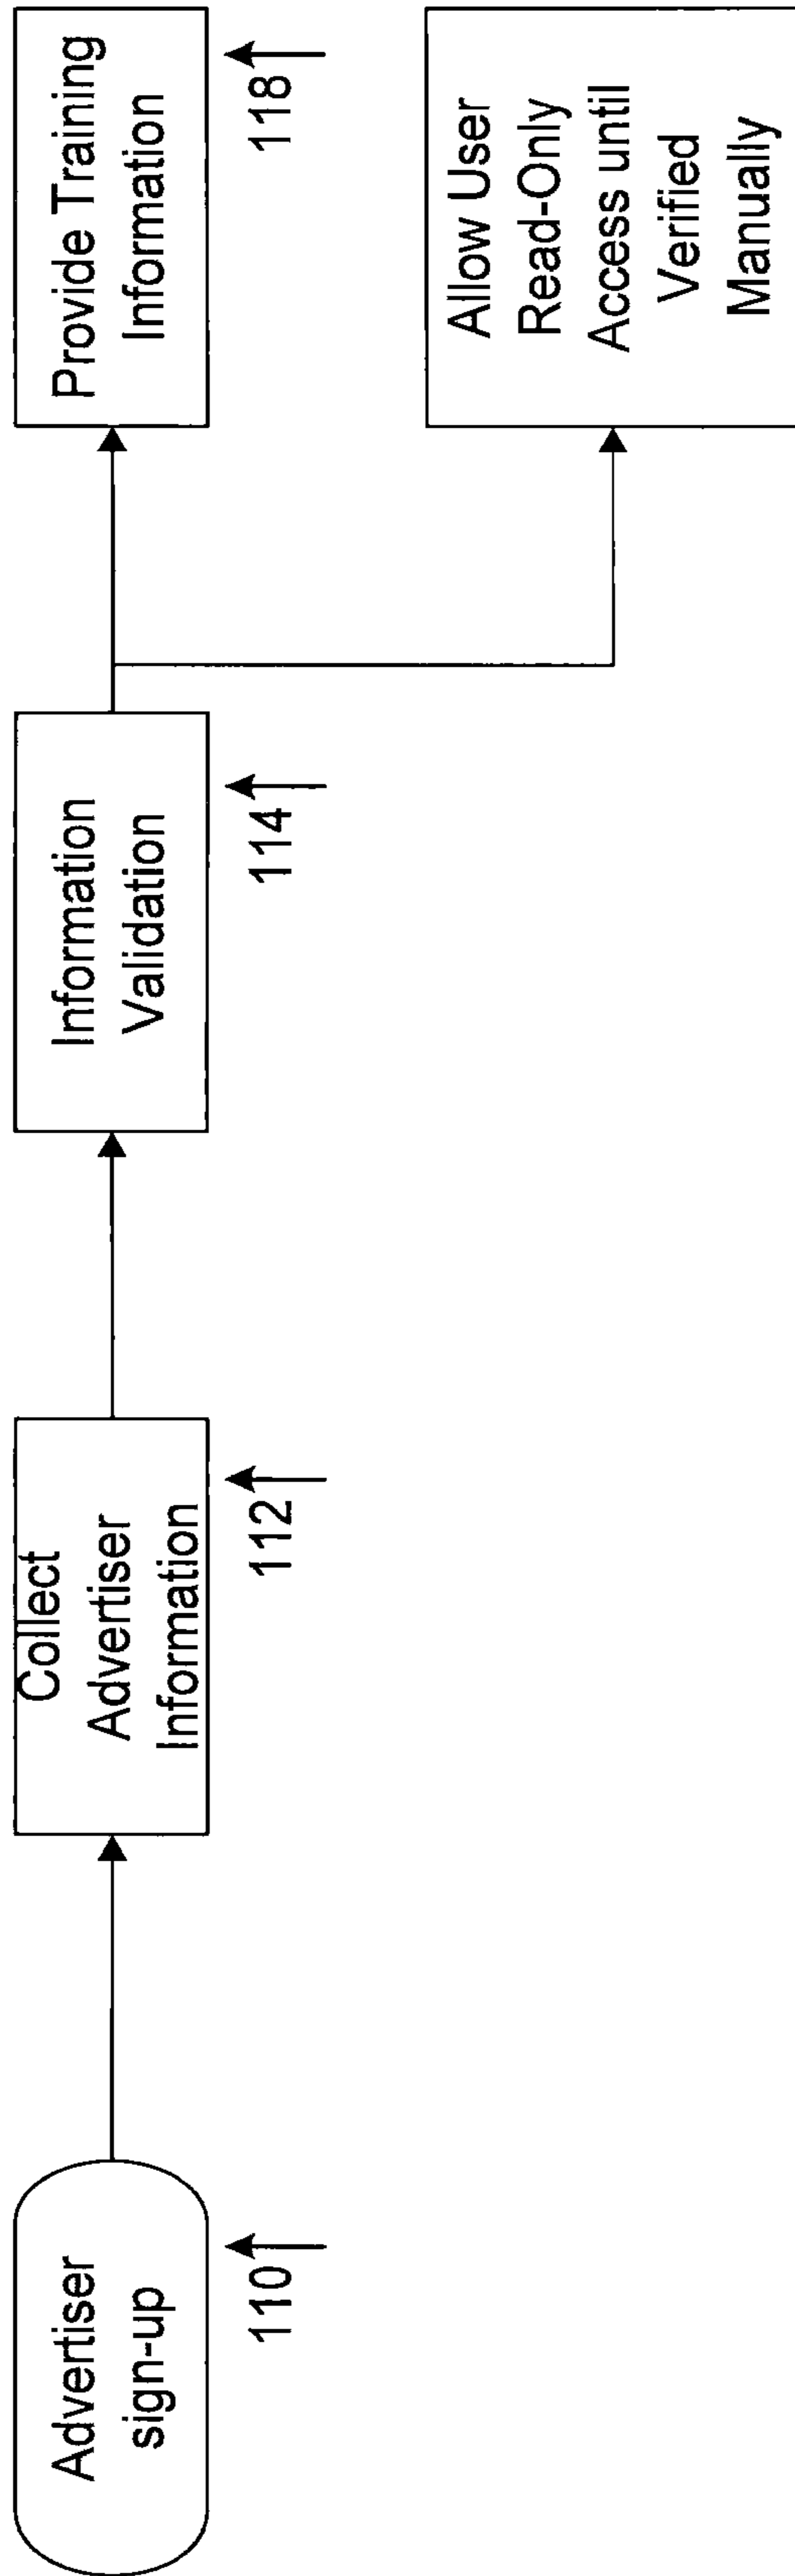 Advertiser
sign-up
110
Collect
Advertiser
Information
112
Information
Validation
114
Provide Training
Information
118
Allow User
Read-Only
Access until
Verified
Manually